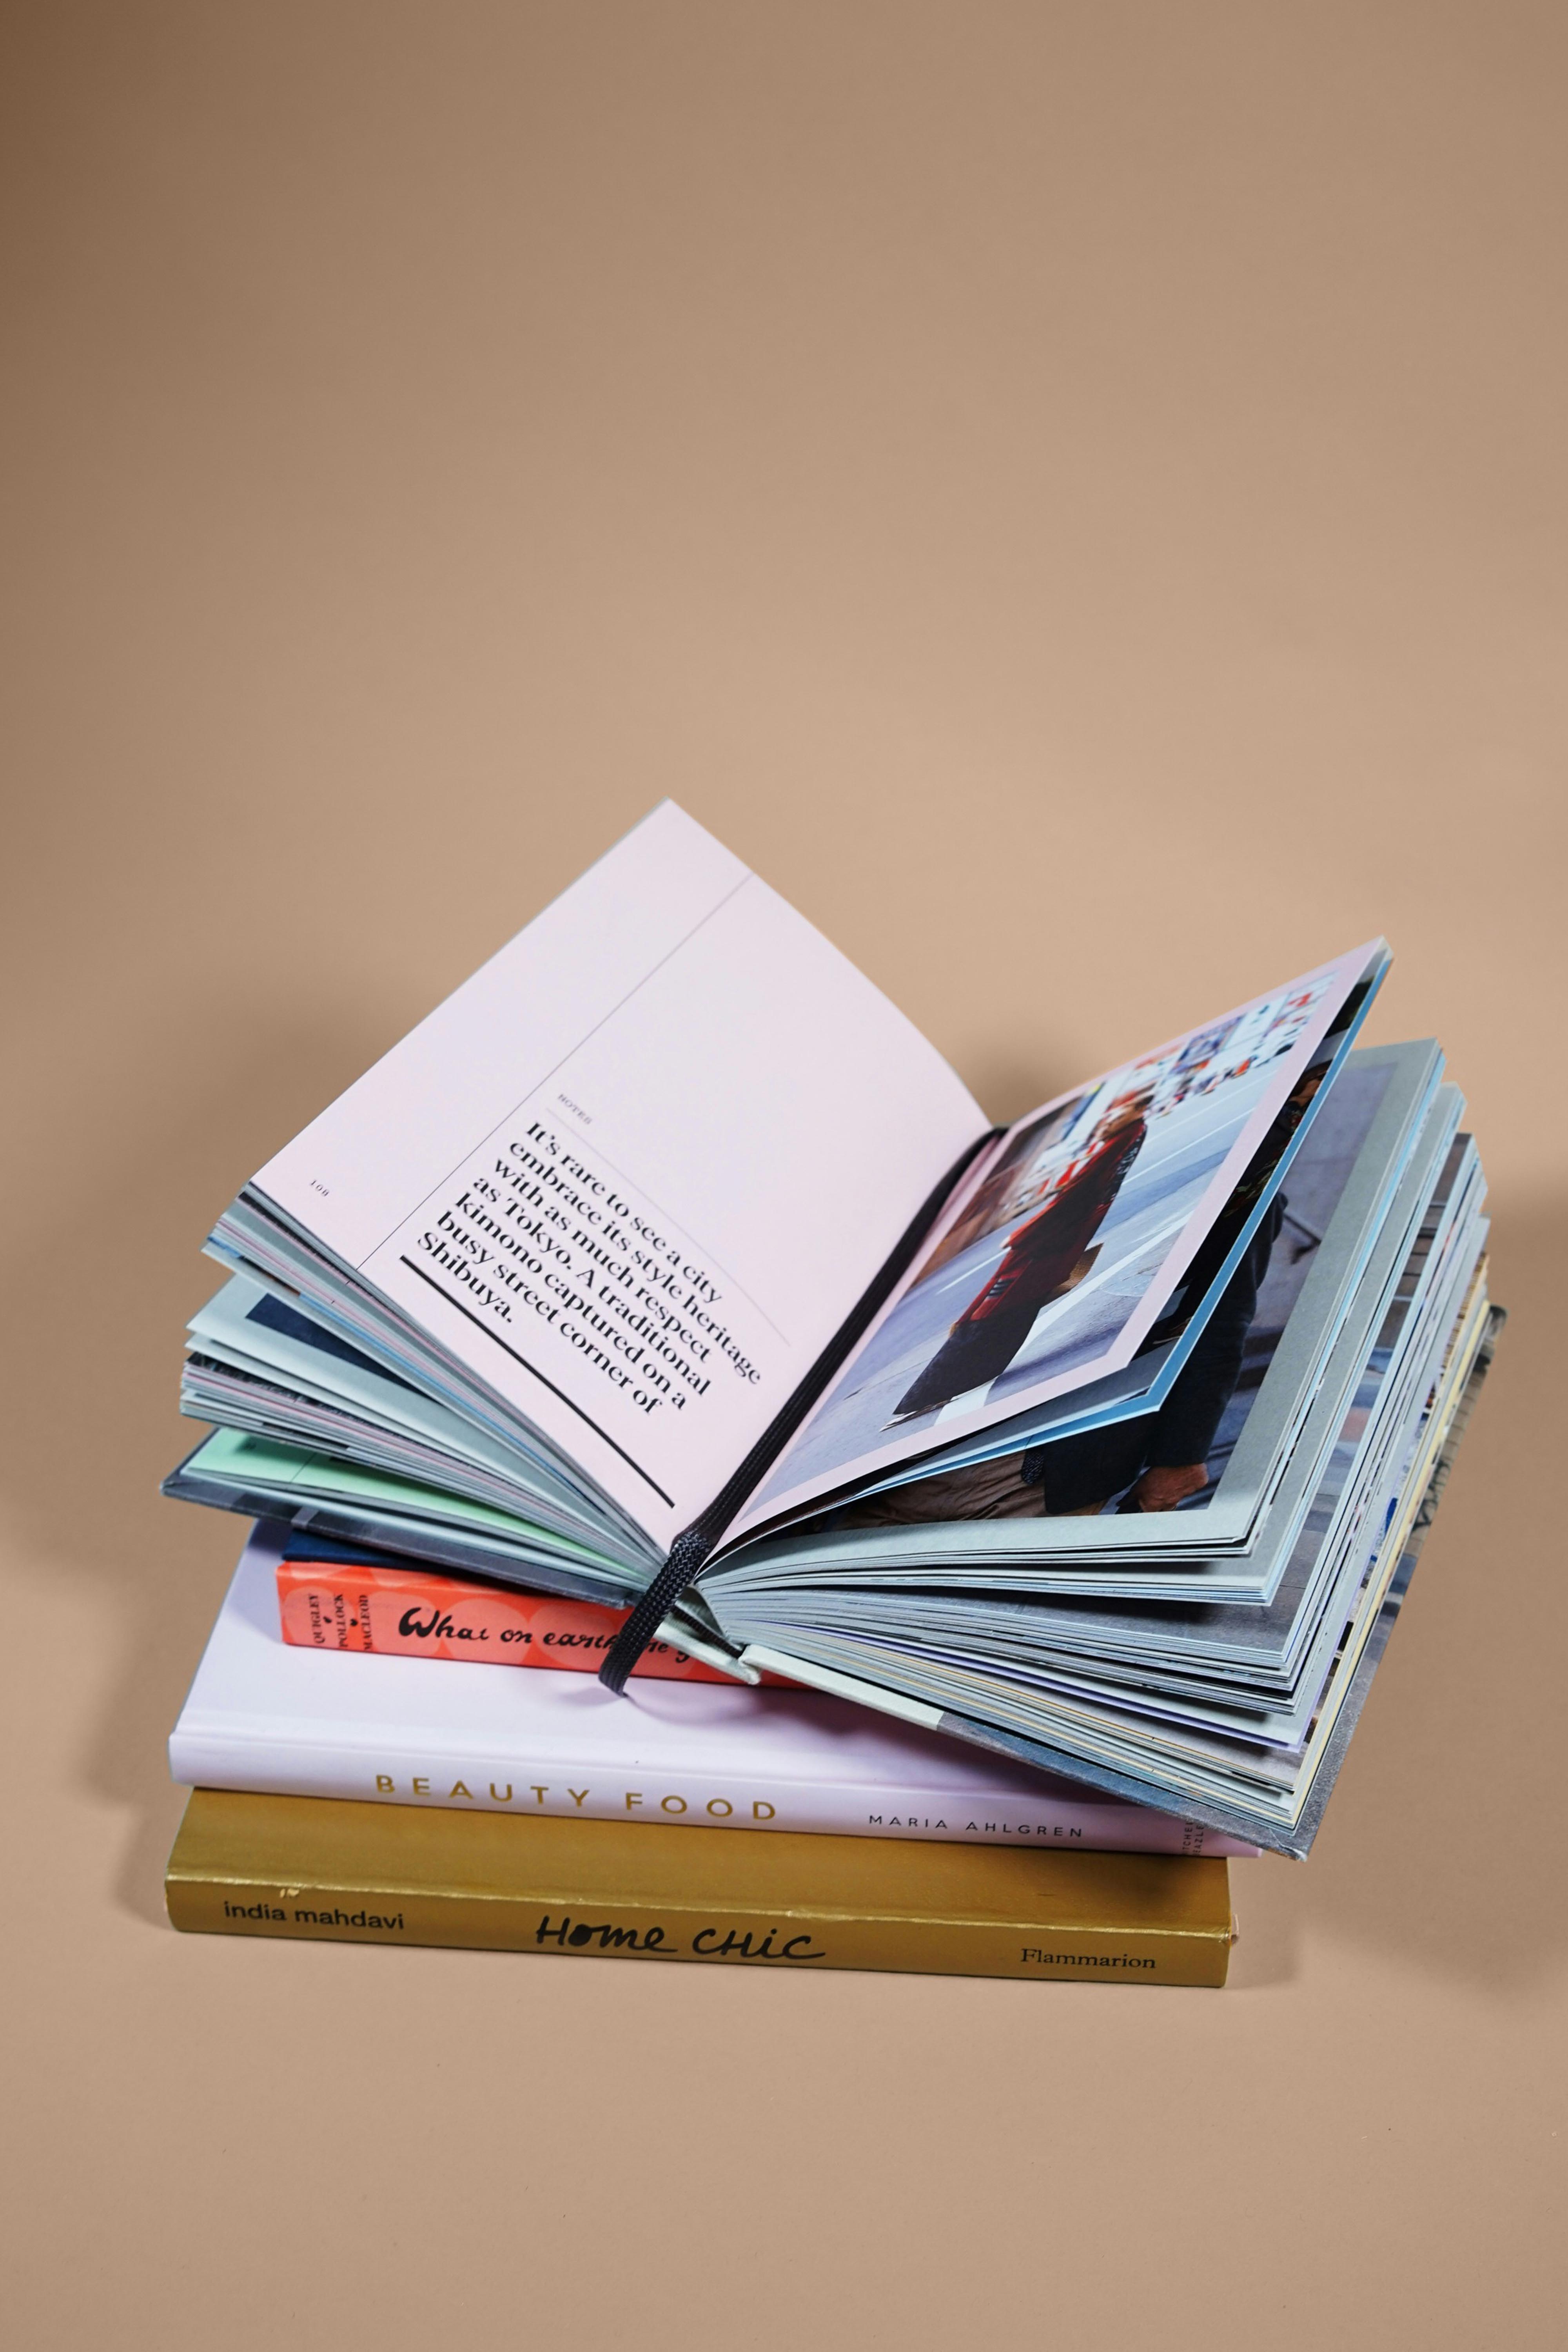 108
NOTES
It's rare to see a city
embrace its style heritage
with as much respect
as Tokyo. A traditional
kimono captured on a
busy street corner of
Shibuya.
QUIGLEY
POLLOCK
MACLEOD
What on earth
BEAUTY FOOD
MARIA AHLGREN
india mahdavi
Home CHiC
Flammarion